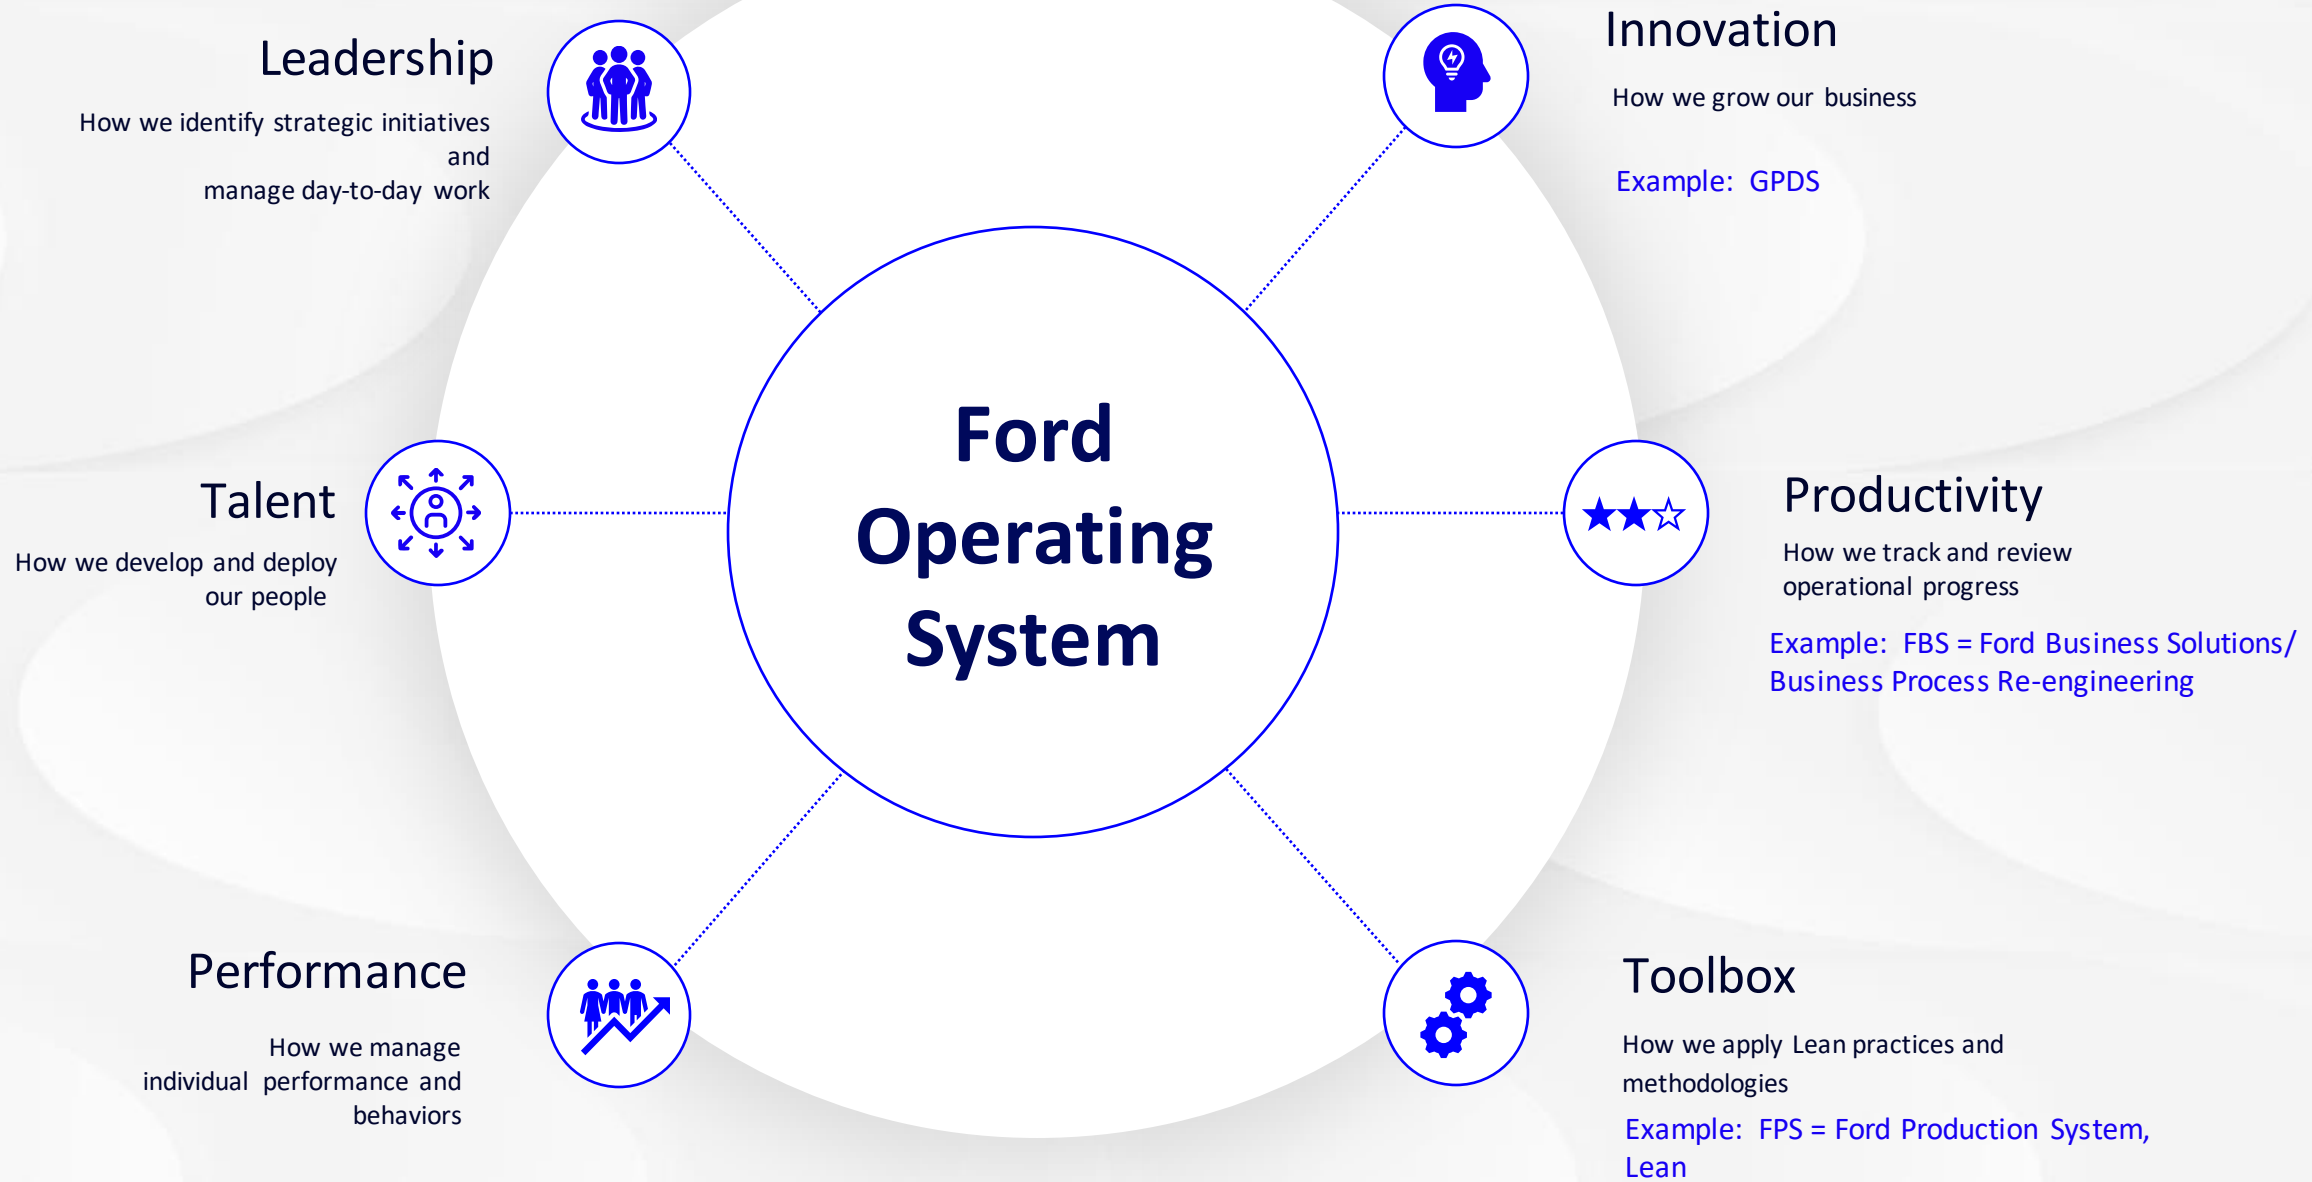 Leadership
How we identify strategic initiatives
and
manage day-to-day work
Innovation
How we grow our business
Example: GPDS
Ford
Operating
System
Talent
How we develop and deploy
our people
Productivity
How we track and review
operational progress
Example: FBS = Ford Business Solutions/
Business Process Re-engineering
Performance
How we manage
individual performance and
behaviors
Toolbox
How we apply Lean practices and
methodologies
Example: FPS = Ford Production System,
Lean